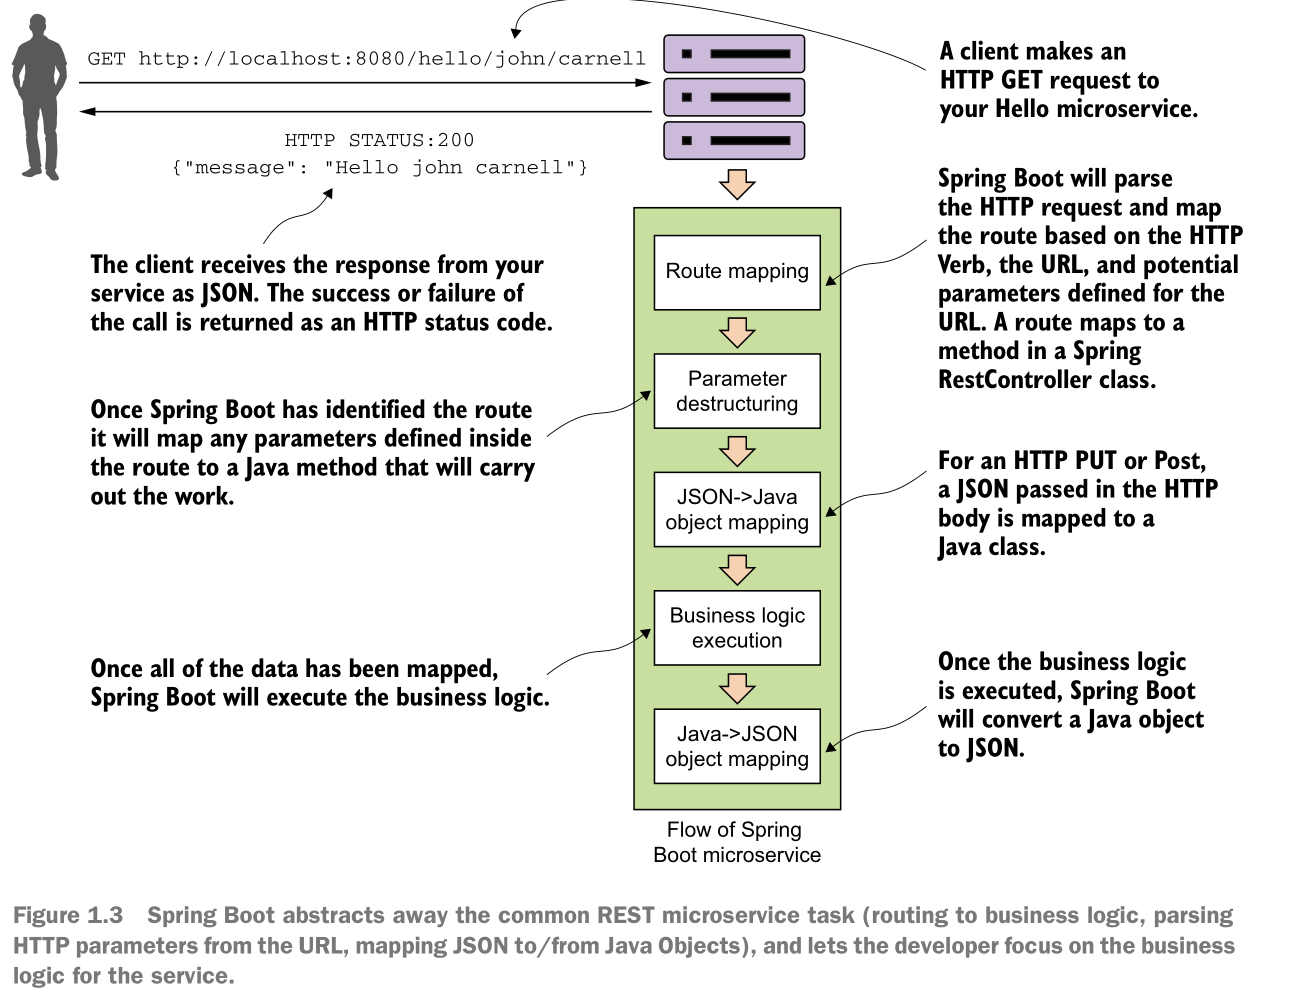 GET http://localhost:8080/hello/john/carnell
HTTP STATUS:200
{"message": "Hello john carnell"}
A client makes an
HTTP GET request to
your Hello microservice.
The client receives the response from your
service as JSON. The success or failure of
the call is returned as an HTTP status code.
Route mapping
Spring Boot will parse
the HTTP request and map
the route based on the HTTP
Verb, the URL, and potential
parameters defined for the
URL. A route maps to a
method in a Spring
RestController class.
Once Spring Boot has identified the route
it will map any parameters defined inside
the route to a Java method that will carry
out the work.
Parameter
destructuring
JSON->Java
object mapping
For an HTTP PUT or Post,
a JSON passed in the HTTP
body is mapped to a
Java class.
Once all of the data has been mapped,
Spring Boot will execute the business logic.
Business logic
execution
Java->JSON
object mapping
Once the business logic
is executed, Spring Boot
will convert a Java object
to JSON.
Flow of Spring
Boot microservice
Figure 1.3 Spring Boot abstracts away the common REST microservice task (routing to business logic, parsing
HTTP parameters from the URL, mapping JSON to/from Java Objects), and lets the developer focus on the business
logic for the service.